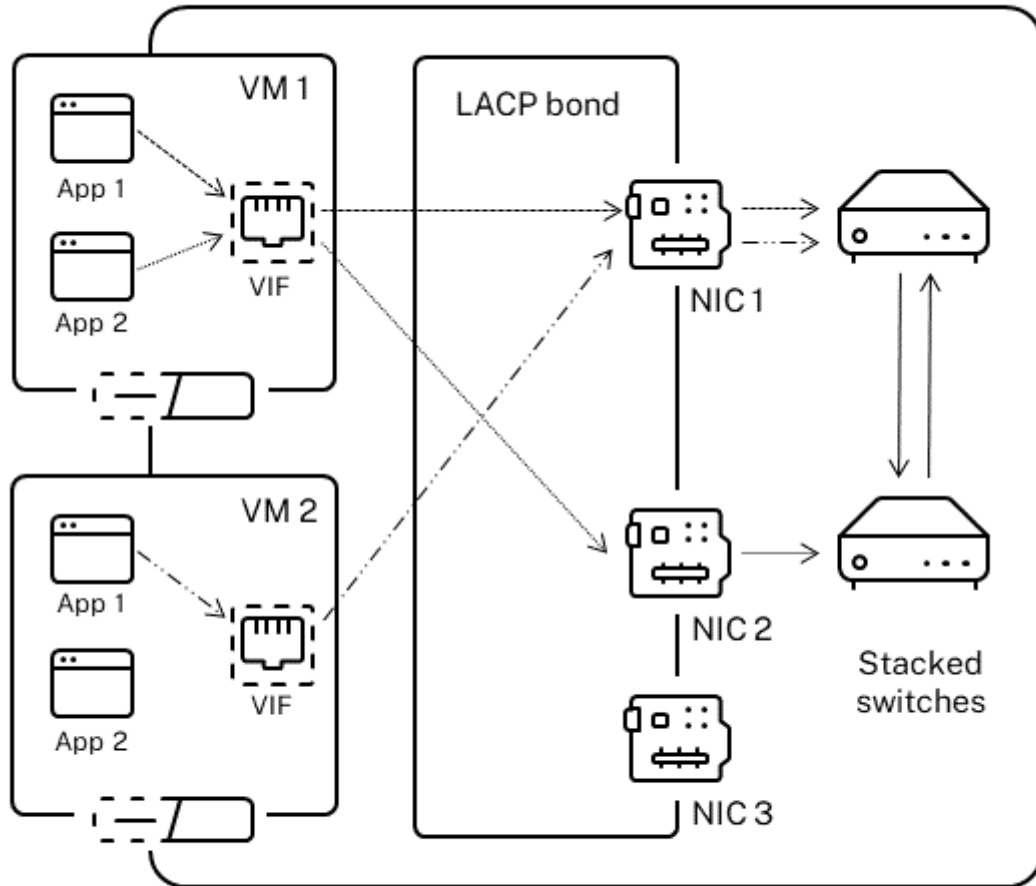 VM 1
App 1
App 2
VIF
VM 2
App 1
App 2
VIF
LACP bond
NIC 1
NIC 2
NIC 3
Stacked
switches